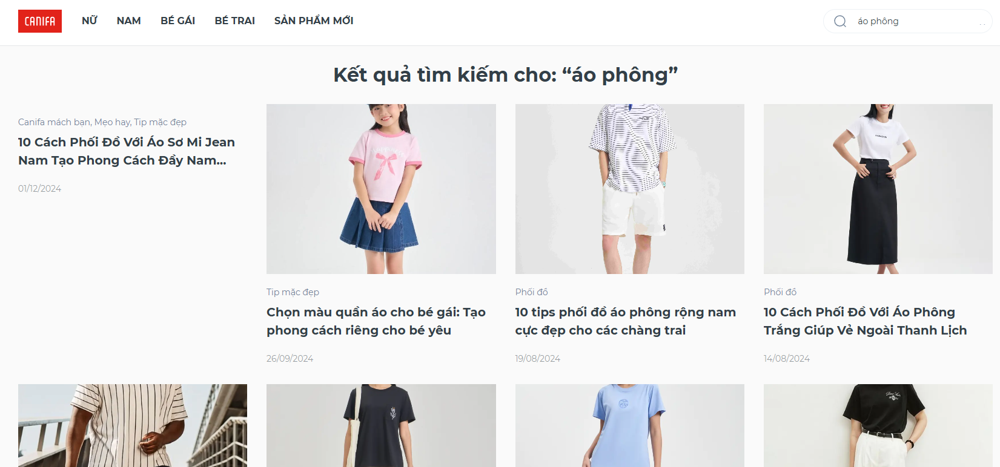 CANIFA
NỮ
NAM
BÉ GÁI
BÉ TRAI
SẢN PHẨM MỚI
áo phông
Kết quả tìm kiếm cho: “áo phông”
Canifa mách bạn, Mẹo hay, Tip mặc đẹp
10 Cách Phối Đồ Với Áo Sơ Mi Jean
Nam Tạo Phong Cách Đầy Nam...
01/12/2024
Tip mặc đẹp
Chọn màu quần áo cho bé gái: Tạo
phong cách riêng cho bé yêu
26/09/2024
Phối đồ
10 tips phối đồ áo phông rộng nam
cực đẹp cho các chàng trai
19/08/2024
Phối đồ
10 Cách Phối Đồ Với Áo Phông
Trắng Giúp Vẻ Ngoài Thanh Lịch
14/08/2024